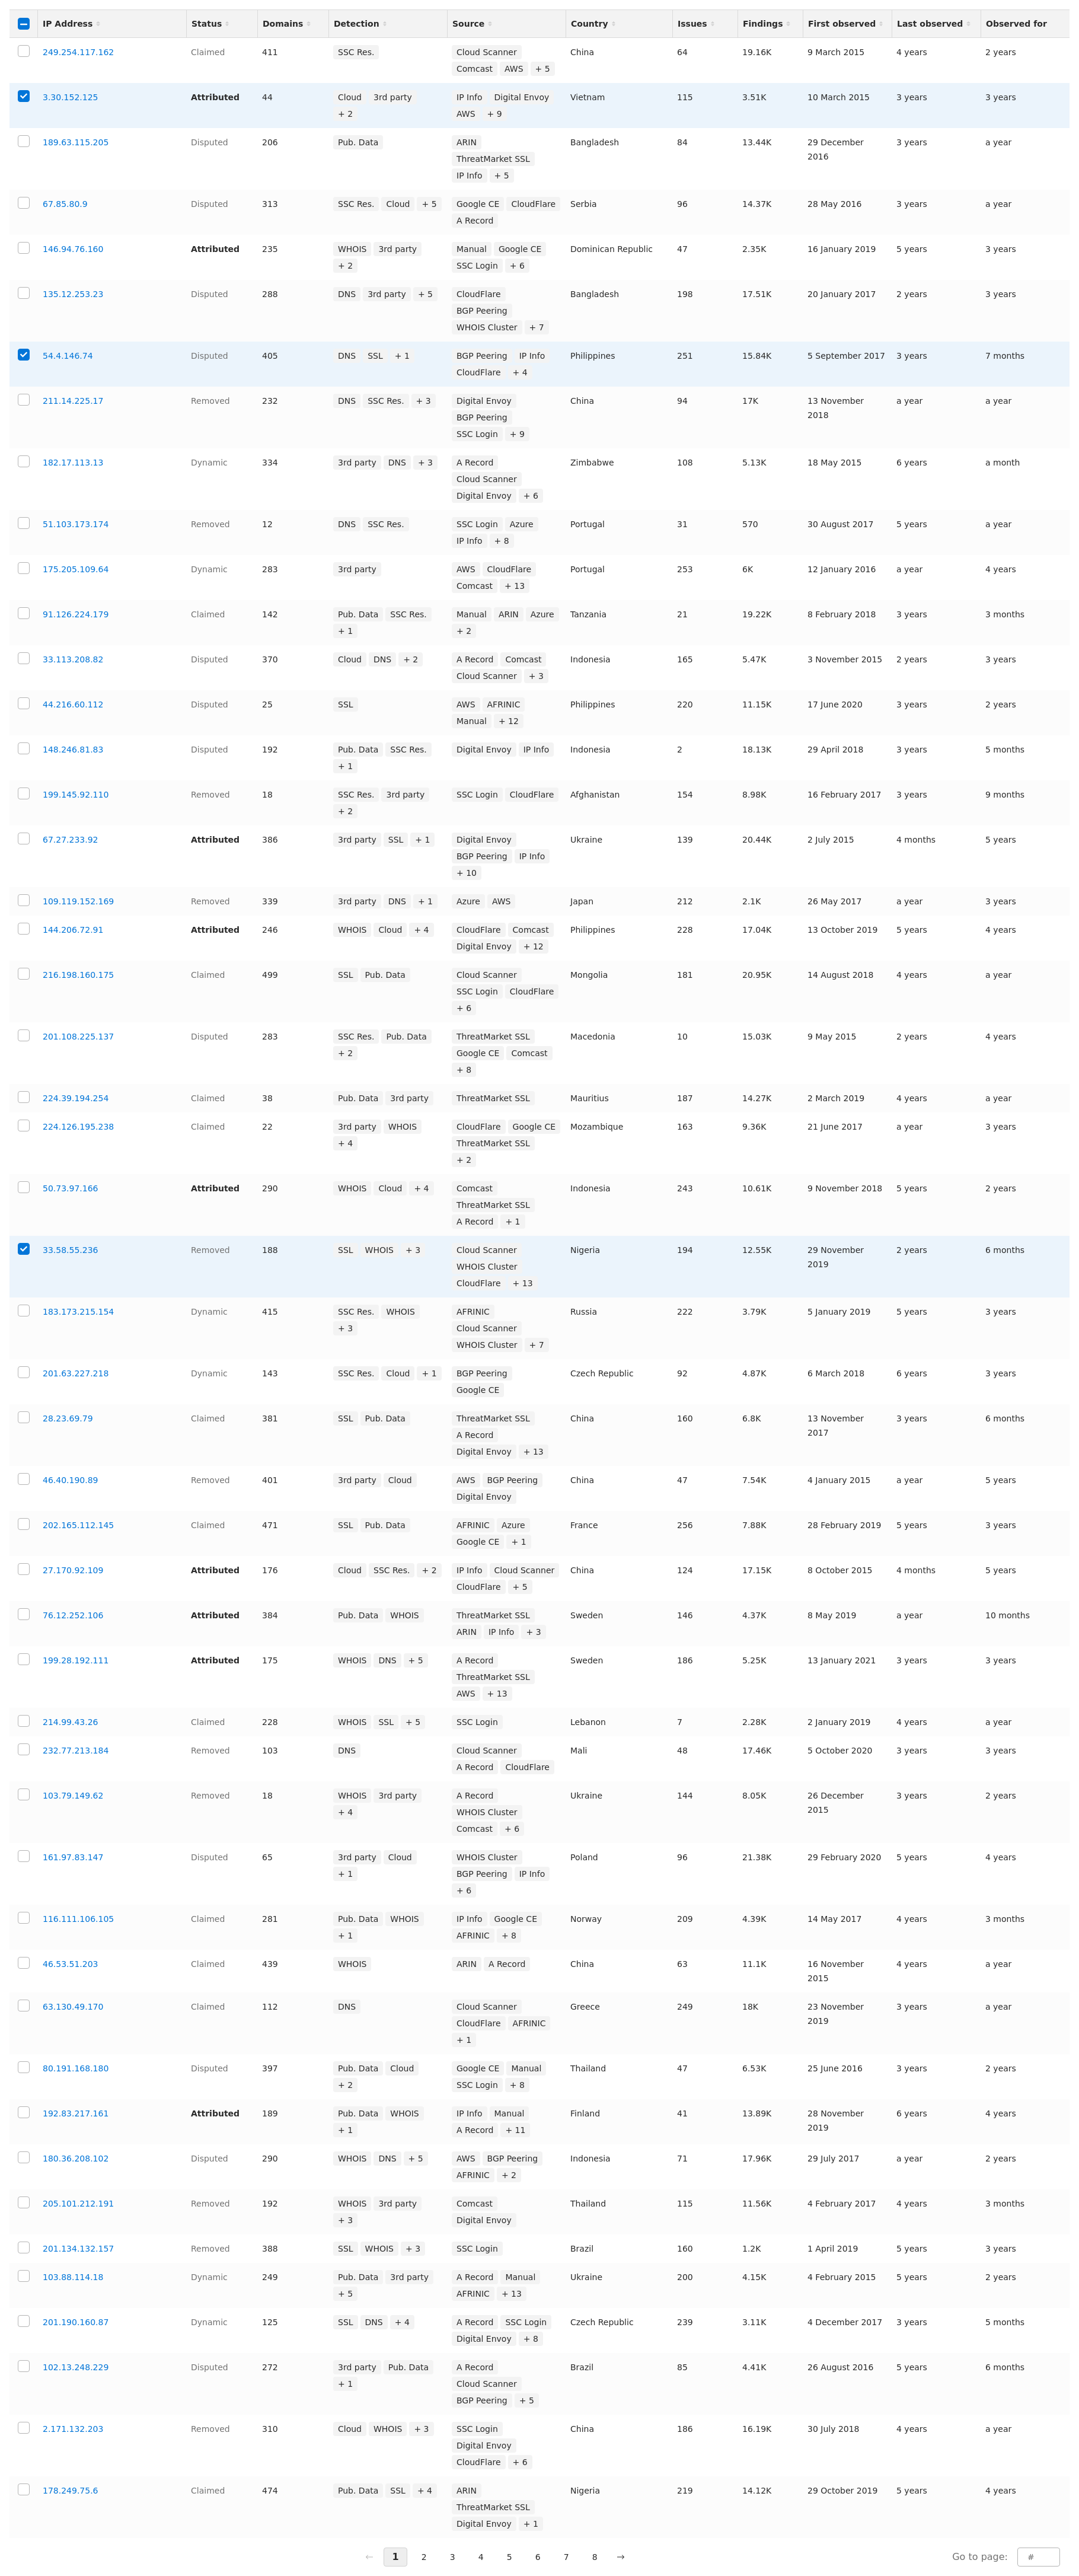 IP Address Status Domains Detection Source Country Issues Findings First observed Last observed Observed for
249.254.117.162 Claimed 411 SSC Res. Cloud Scanner China 64 19.16K 9 March 2015 4 years 2 years
Comcast AWS + 5
3.30.152.125 Attributed 44 Cloud 3rd party IP Info Digital Envoy Vietnam 115 3.51K 10 March 2015 3 years 3 years
+ 2 AWS + 9
189.63.115.205 Disputed 206 Pub. Data ARIN Bangladesh 84 13.44K 29 December 3 years a year
ThreatMarket SSL 2016
IP Info + 5
67.85.80.9 Disputed 313 SSC Res. Cloud + 5 Google CE CloudFlare Serbia 96 14.37K 28 May 2016 3 years a year
A Record
146.94.76.160 Attributed 235 WHOIS 3rd party Manual Google CE Dominican Republic 47 2.35K 16 January 2019 5 years 3 years
+ 2 SSC Login + 6
135.12.253.23 Disputed 288 DNS 3rd party + 5 CloudFlare Bangladesh 198 17.51K 20 January 2017 2 years 3 years
BGP Peering
WHOIS Cluster + 7
54.4.146.74 Disputed 405 DNS SSL + 1 BGP Peering IP Info Philippines 251 15.84K 5 September 2017 3 years 7 months
CloudFlare + 4
211.14.225.17 Removed 232 DNS SSC Res. + 3 Digital Envoy China 94 17K 13 November a year a year
BGP Peering 2018
SSC Login + 9
182.17.113.13 Dynamic 334 3rd party DNS + 3 A Record Zimbabwe 108 5.13K 18 May 2015 6 years a month
Cloud Scanner
Digital Envoy + 6
51.103.173.174 Removed 12 DNS SSC Res. SSC Login Azure Portugal 31 570 30 August 2017 5 years a year
IP Info + 8
175.205.109.64 Dynamic 283 3rd party AWS CloudFlare Portugal 253 6K 12 January 2016 a year 4 years
Comcast + 13
91.126.224.179 Claimed 142 Pub. Data SSC Res. Manual ARIN Azure Tanzania 21 19.22K 8 February 2018 3 years 3 months
+ 1 + 2
33.113.208.82 Disputed 370 Cloud DNS + 2 A Record Comcast Indonesia 165 5.47K 3 November 2015 2 years 3 years
Cloud Scanner + 3
44.216.60.112 Disputed 25 SSL AWS AFRINIC Philippines 220 11.15K 17 June 2020 3 years 2 years
Manual + 12
148.246.81.83 Disputed 192 Pub. Data SSC Res. Digital Envoy IP Info Indonesia 2 18.13K 29 April 2018 3 years 5 months
+ 1
199.145.92.110 Removed 18 SSC Res. 3rd party SSC Login CloudFlare Afghanistan 154 8.98K 16 February 2017 3 years 9 months
+ 2
67.27.233.92 Attributed 386 3rd party SSL + 1 Digital Envoy Ukraine 139 20.44K 2 July 2015 4 months 5 years
BGP Peering IP Info
+ 10
109.119.152.169 Removed 339 3rd party DNS + 1 Azure AWS Japan 212 2.1K 26 May 2017 a year 3 years
144.206.72.91 Attributed 246 WHOIS Cloud + 4 CloudFlare Comcast Philippines 228 17.04K 13 October 2019 5 years 4 years
Digital Envoy + 12
216.198.160.175 Claimed 499 SSL Pub. Data Cloud Scanner Mongolia 181 20.95K 14 August 2018 4 years a year
SSC Login CloudFlare
+ 6
201.108.225.137 Disputed 283 SSC Res. Pub. Data ThreatMarket SSL Macedonia 10 15.03K 9 May 2015 2 years 4 years
+ 2 Google CE Comcast
+ 8
224.39.194.254 Claimed 38 Pub. Data 3rd party ThreatMarket SSL Mauritius 187 14.27K 2 March 2019 4 years a year
224.126.195.238 Claimed 22 3rd party WHOIS CloudFlare Google CE Mozambique 163 9.36K 21 June 2017 a year 3 years
+ 4 ThreatMarket SSL
+ 2
50.73.97.166 Attributed 290 WHOIS Cloud + 4 Comcast Indonesia 243 10.61K 9 November 2018 5 years 2 years
ThreatMarket SSL
A Record + 1
33.58.55.236 Removed 188 SSL WHOIS + 3 Cloud Scanner Nigeria 194 12.55K 29 November 2 years 6 months
WHOIS Cluster 2019
CloudFlare + 13
183.173.215.154 Dynamic 415 SSC Res. WHOIS AFRINIC Russia 222 3.79K 5 January 2019 5 years 3 years
+ 3 Cloud Scanner
WHOIS Cluster + 7
201.63.227.218 Dynamic 143 SSC Res. Cloud + 1 BGP Peering Czech Republic 92 4.87K 6 March 2018 6 years 3 years
Google CE
28.23.69.79 Claimed 381 SSL Pub. Data ThreatMarket SSL China 160 6.8K 13 November 3 years 6 months
A Record 2017
Digital Envoy + 13
46.40.190.89 Removed 401 3rd party Cloud AWS BGP Peering China 47 7.54K 4 January 2015 a year 5 years
Digital Envoy
202.165.112.145 Claimed 471 SSL Pub. Data AFRINIC Azure France 256 7.88K 28 February 2019 5 years 3 years
Google CE + 1
27.170.92.109 Attributed 176 Cloud SSC Res. + 2 IP Info Cloud Scanner China 124 17.15K 8 October 2015 4 months 5 years
CloudFlare + 5
76.12.252.106 Attributed 384 Pub. Data WHOIS ThreatMarket SSL Sweden 146 4.37K 8 May 2019 a year 10 months
ARIN IP Info + 3
199.28.192.111 Attributed 175 WHOIS DNS + 5 A Record Sweden 186 5.25K 13 January 2021 3 years 3 years
ThreatMarket SSL
AWS + 13
214.99.43.26 Claimed 228 WHOIS SSL + 5 SSC Login Lebanon 7 2.28K 2 January 2019 4 years a year
232.77.213.184 Removed 103 DNS Cloud Scanner Mali 48 17.46K 5 October 2020 3 years 3 years
A Record CloudFlare
103.79.149.62 Removed 18 WHOIS 3rd party A Record Ukraine 144 8.05K 26 December 3 years 2 years
+ 4 WHOIS Cluster 2015
Comcast + 6
161.97.83.147 Disputed 65 3rd party Cloud WHOIS Cluster Poland 96 21.38K 29 February 2020 5 years 4 years
+ 1 BGP Peering IP Info
+ 6
116.111.106.105 Claimed 281 Pub. Data WHOIS IP Info Google CE Norway 209 4.39K 14 May 2017 4 years 3 months
+ 1 AFRINIC + 8
46.53.51.203 Claimed 439 WHOIS ARIN A Record China 63 11.1K 16 November 4 years a year
2015
63.130.49.170 Claimed 112 DNS Cloud Scanner Greece 249 18K 23 November 3 years a year
CloudFlare AFRINIC 2019
+ 1
80.191.168.180 Disputed 397 Pub. Data Cloud Google CE Manual Thailand 47 6.53K 25 June 2016 3 years 2 years
+ 2 SSC Login + 8
192.83.217.161 Attributed 189 Pub. Data WHOIS IP Info Manual Finland 41 13.89K 28 November 6 years 4 years
+ 1 A Record + 11 2019
180.36.208.102 Disputed 290 WHOIS DNS + 5 AWS BGP Peering Indonesia 71 17.96K 29 July 2017 a year 2 years
AFRINIC + 2
205.101.212.191 Removed 192 WHOIS 3rd party Comcast Thailand 115 11.56K 4 February 2017 4 years 3 months
+ 3 Digital Envoy
201.134.132.157 Removed 388 SSL WHOIS + 3 SSC Login Brazil 160 1.2K 1 April 2019 5 years 3 years
103.88.114.18 Dynamic 249 Pub. Data 3rd party A Record Manual Ukraine 200 4.15K 4 February 2015 5 years 2 years
+ 5 AFRINIC + 13
201.190.160.87 Dynamic 125 SSL DNS + 4 A Record SSC Login Czech Republic 239 3.11K 4 December 2017 3 years 5 months
Digital Envoy + 8
102.13.248.229 Disputed 272 3rd party Pub. Data A Record Brazil 85 4.41K 26 August 2016 5 years 6 months
+ 1 Cloud Scanner
BGP Peering + 5
2.171.132.203 Removed 310 Cloud WHOIS + 3 SSC Login China 186 16.19K 30 July 2018 4 years a year
Digital Envoy
CloudFlare + 6
178.249.75.6 Claimed 474 Pub. Data SSL + 4 ARIN Nigeria 219 14.12K 29 October 2019 5 years 4 years
ThreatMarket SSL
Digital Envoy + 1
← 1 2 3 4 5 6 7 8 → Go to page: #